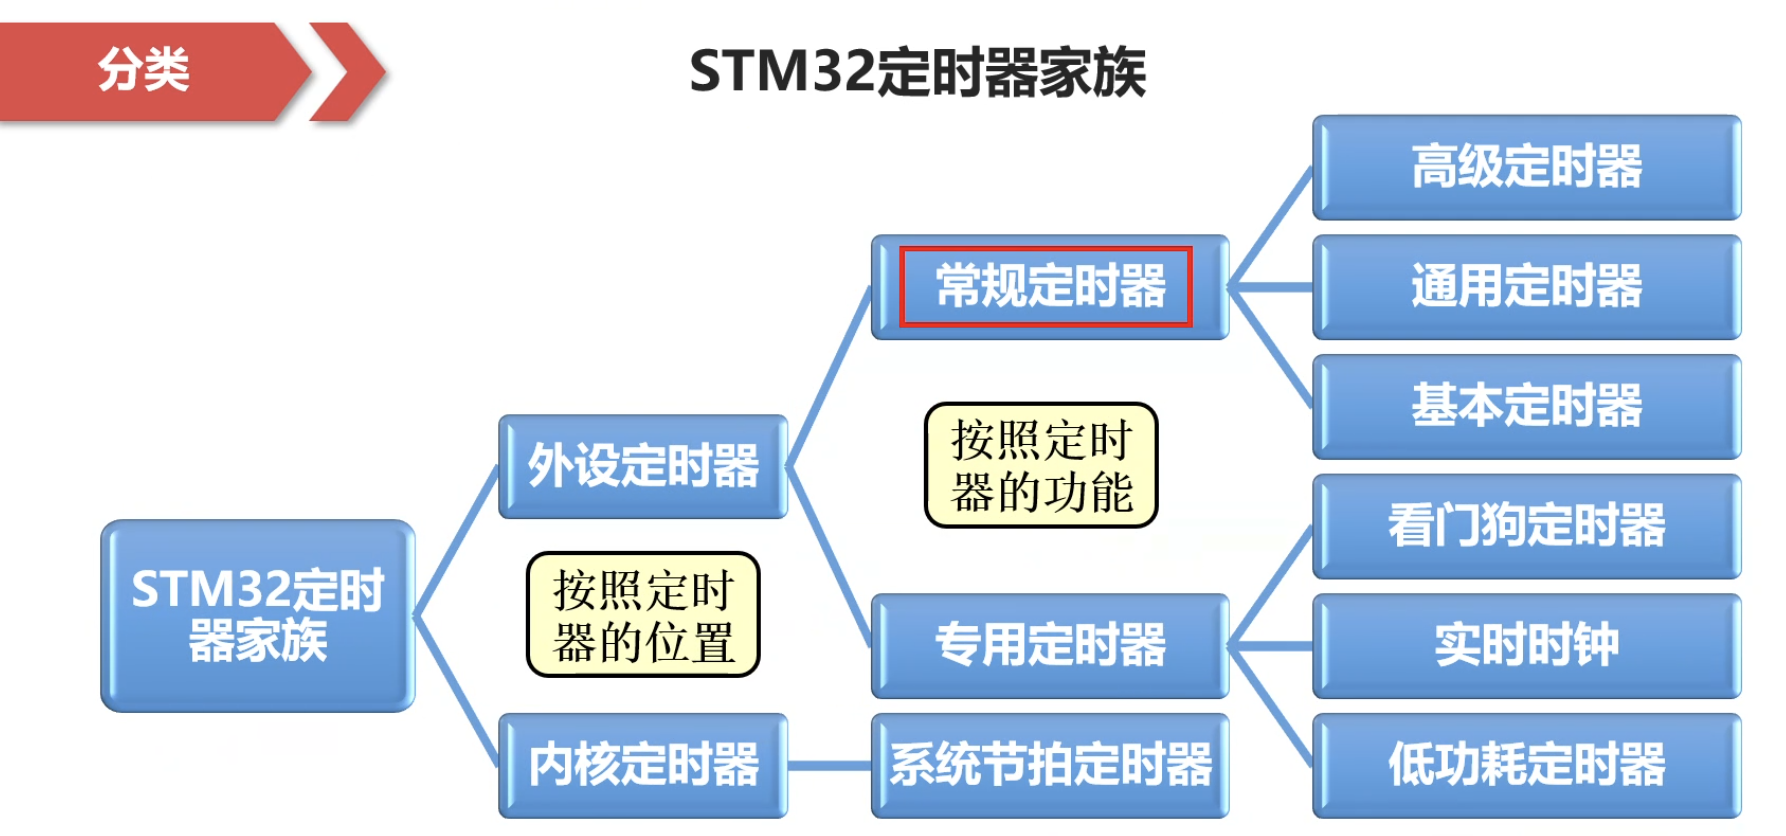 分类
STM32定时器家族
高级定时器
常规定时器
通用定时器
基本定时器
按照定时
器的功能
外设定时器
看门狗定时器
STM32定时
器家族
按照定时
器的位置
专用定时器
实时时钟
内核定时器
系统节拍定时器
低功耗定时器